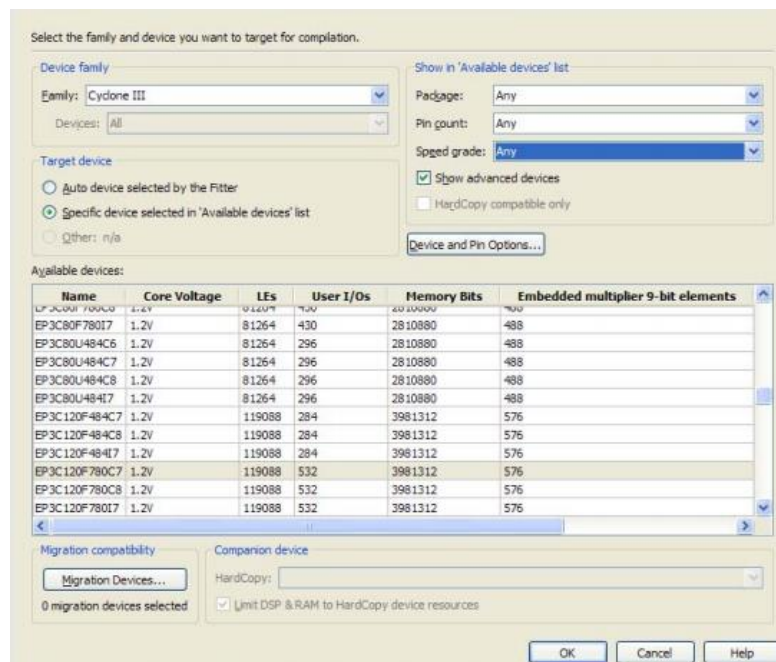 Select the family and device you want to target for compilation.
Device family
Family: Cyclone III
Devices: All
Target device
Auto device selected by the Fitter
Specific device selected in 'Available devices' list
Other: n/a
Show in 'Available devices' list
Package: Any
Pin count: Any
Speed grade: Any
Show advanced devices
HardCopy compatible only
Device and Pin Options...
Available devices:
Name Core Voltage LEs User I/Os Memory Bits Embedded multiplier 9-bit elements
EP3C80F780I7 1.2V 81264 430 2810880 488
EP3C80U484C6 1.2V 81264 296 2810880 488
EP3C80U484C7 1.2V 81264 296 2810880 488
EP3C80U484C8 1.2V 81264 296 2810880 488
EP3C80U484I7 1.2V 81264 296 2810880 488
EP3C120F484C7 1.2V 119088 284 3981312 576
EP3C120F484C8 1.2V 119088 284 3981312 576
EP3C120F484I7 1.2V 119088 284 3981312 576
EP3C120F780C7 1.2V 119088 532 3981312 576
EP3C120F780C8 1.2V 119088 532 3981312 576
EP3C120F780I7 1.2V 119088 532 3981312 576
Migration compatibility
Migration Devices...
0 migration devices selected
Companion device
HardCopy:
Limit DSP & RAM to HardCopy device resources
OK Cancel Help